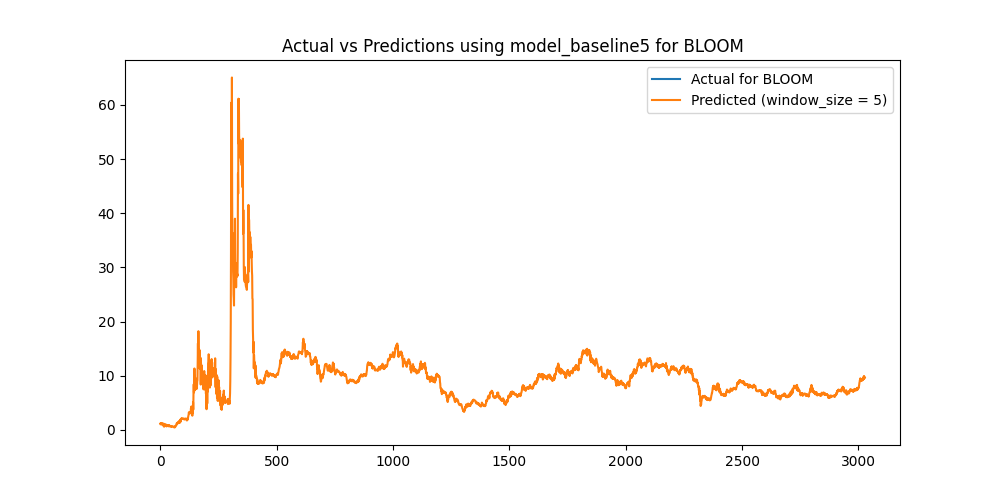 Actual vs Predictions using model_baseline5 for BLOOM
Actual for BLOOM
Predicted (window_size = 5)
60
50
40
30
20
10
0
0 500 1000 1500 2000 2500 3000